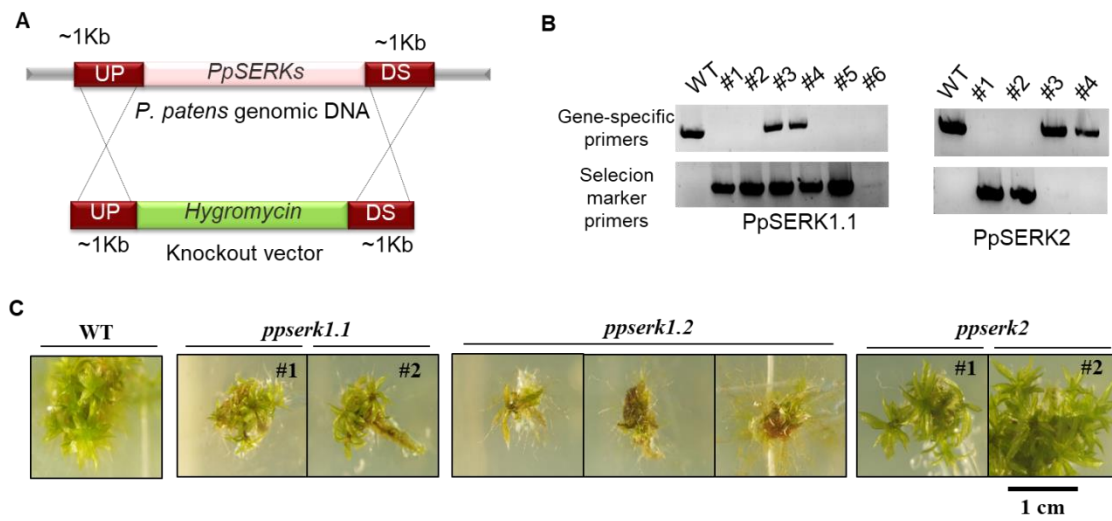 A
~1Kb
~1Kb
UP
PpSERKs
DS
P. patens genomic DNA
UP
Hygromycin
DS
~1Kb
~1Kb
Knockout vector
B
WT #1 #2 #3 #4 #5 #6
WT #1 #2 #3 #4
Gene-specific
primers
Selecion
marker
primers
PpSERK1.1
PpSERK2
C
WT
ppserk1.1
ppserk1.2
ppserk2
#1
#2
#1
#2
1 cm